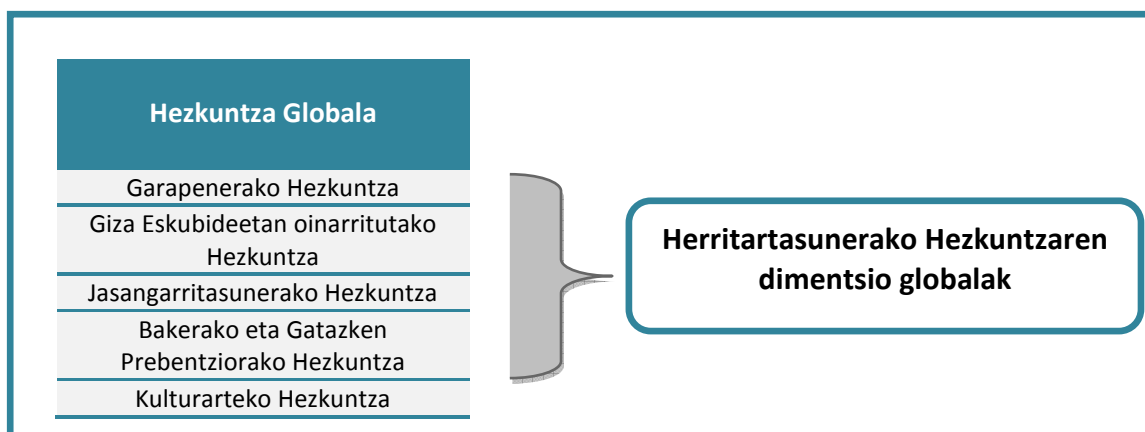 Hezkuntza Globala
Garapenerako Hezkuntza
Giza Eskubideetan oinarritutako
Hezkuntza
Jasangarritasunerako Hezkuntza
Bakerako eta Gatazken
Prebentziorako Hezkuntza
Kulturarteko Hezkuntza
Herritartasunerako Hezkuntzaren
dimentsio globalak